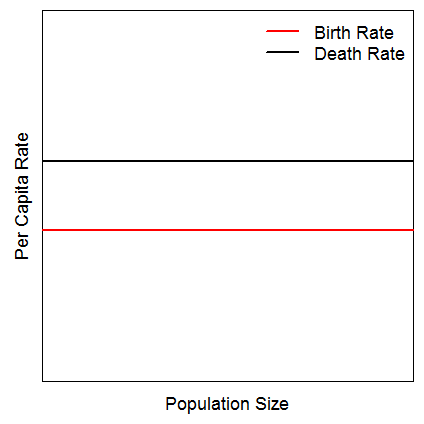 Birth Rate
Death Rate
Per Capita Rate
Population Size